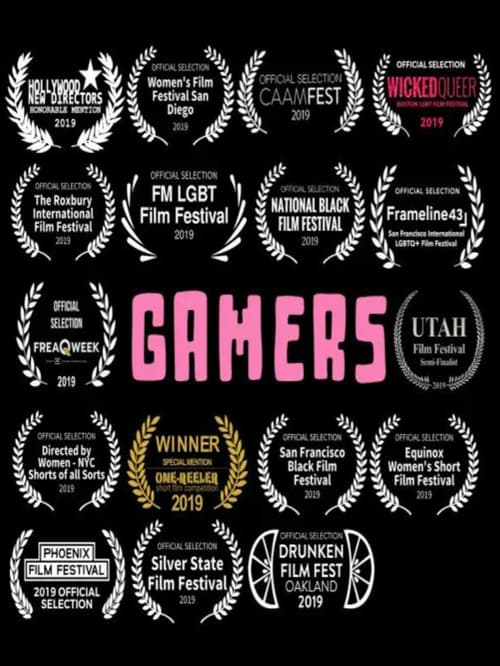 HOLLYWOOD
NEW DIRECTORS
HONORABLE MENTION
2019
OFFICIAL SELECTION
Women's Film
Festival San
Diego
2019
OFFICIAL SELECTION
CAAMFEST
2019
OFFICIAL SELECTION
WICKEDQUEER
BOSTON LGBT FILM FESTIVAL
2019
OFFICIAL SELECTION
The Roxbury
International
Film Festival
2019
OFFICIAL SELECTION
FM LGBT
Film Festival
2019
OFFICIAL SELECTION
NATIONAL BLACK
FILM FESTIVAL
2019
OFFICIAL SELECTION
Frameline43
San Francisco International
LGBTQ+ Film Festival
OFFICIAL
SELECTION
FREAQWEEK
2019
GAMERS
UTAH
Film Festival
Semi-Finalist
2019
OFFICIAL SELECTION
Directed by
Women - NYC
Shorts of all Sorts
2019
WINNER
SPECIAL MENTION
ONE-REELER
short film competition
2019
OFFICIAL SELECTION
San Francisco
Black Film
Festival
2019
OFFICIAL SELECTION
Equinox
Women's Short
Film Festival
2019
PHOENIX
FILM FESTIVAL
2019 OFFICIAL
SELECTION
OFFICIAL SELECTION
Silver State
Film Festival
2019
OFFICIAL SELECTION
DRUNKEN
FILM FEST
OAKLAND
2019